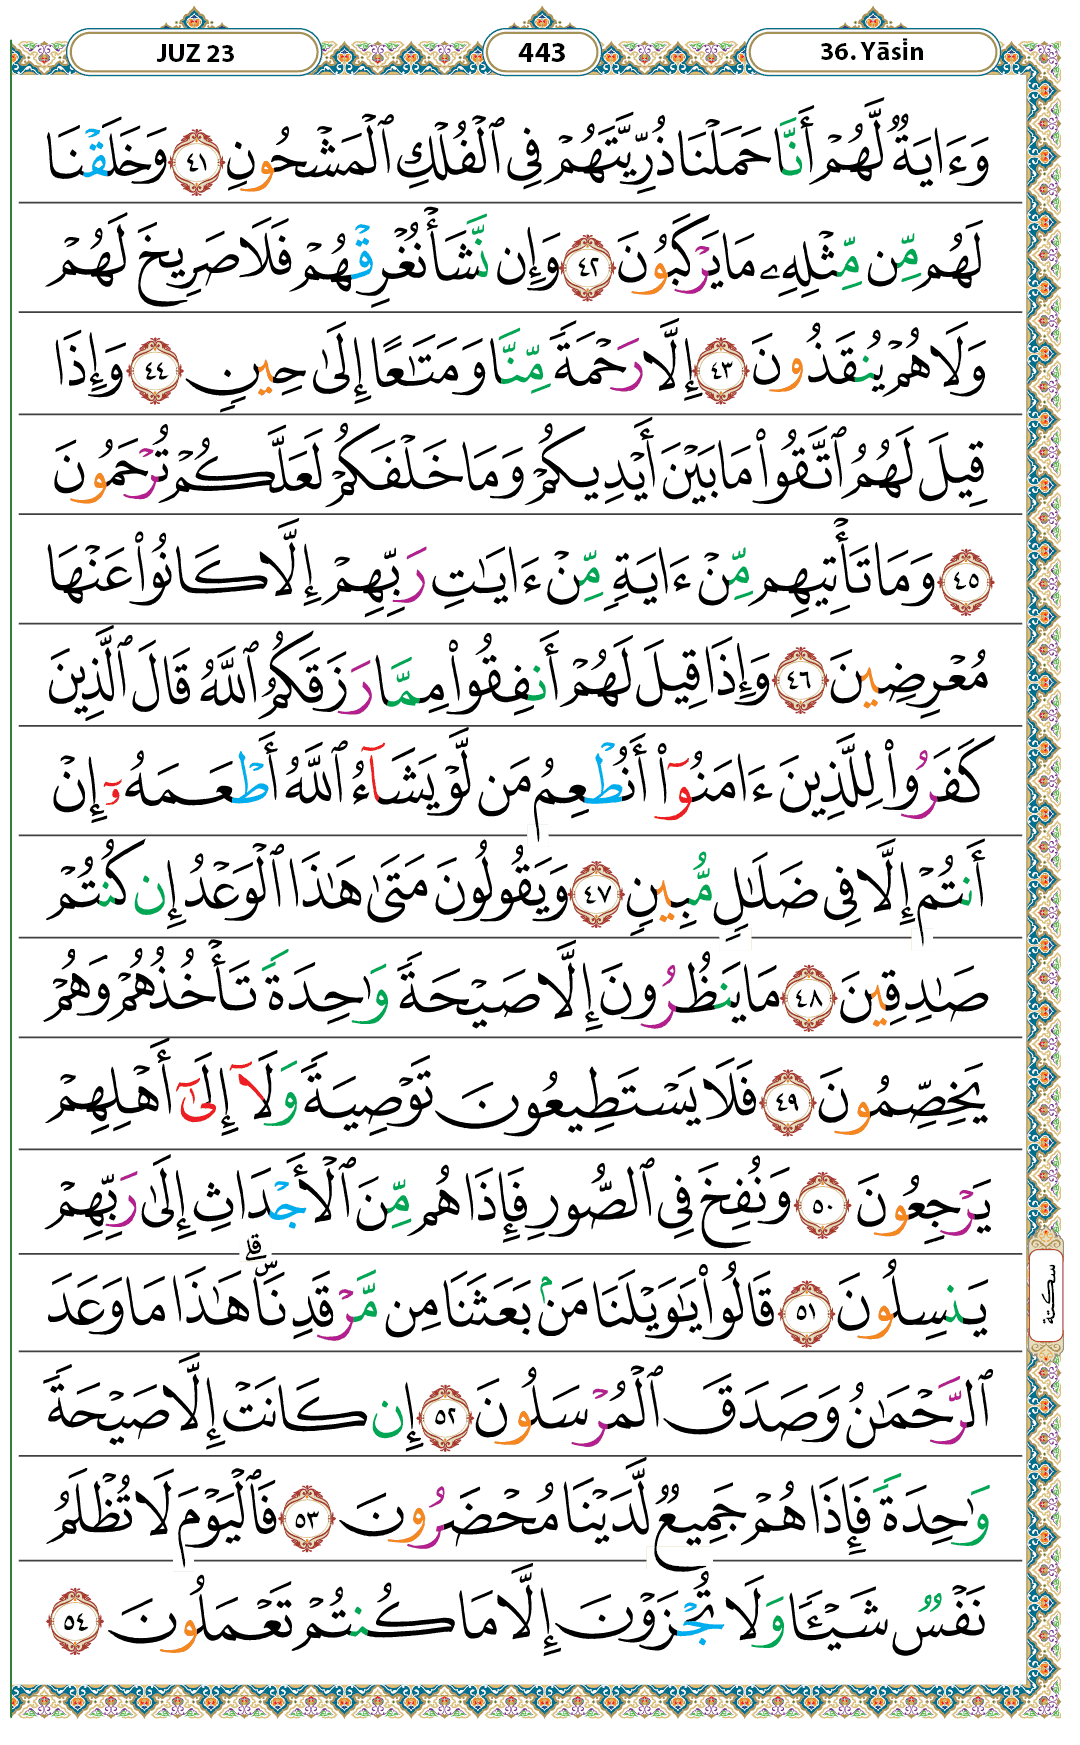 JUZ 23
443
36. Yāsin
وَءَايَةٌ لَّهُمْ أَنَّا حَمَلْنَا ذُرِّيَّتَهُمْ فِى ٱلْفُلْكِ ٱلْمَشْحُونِ ٤١ وَخَلَقْنَا
لَهُم مِّن مِّثْلِهِۦ مَا يَرْكَبُونَ ٤٢ وَإِن نَّشَأْ نُغْرِقْهُمْ فَلَا صَرِيخَ لَهُمْ
وَلَا هُمْ يُنقَذُونَ ٤٣ إِلَّا رَحْمَةً مِّنَّا وَمَتَٰعًا إِلَىٰ حِينٍ ٤٤ وَإِذَا
قِيلَ لَهُمُ ٱتَّقُوا۟ مَا بَيْنَ أَيْدِيكُمْ وَمَا خَلْفَكُمْ لَعَلَّكُمْ تُرْحَمُونَ
٤٥ وَمَا تَأْتِيهِم مِّنْ ءَايَةٍ مِّنْ ءَايَٰتِ رَبِّهِمْ إِلَّا كَانُوا۟ عَنْهَا
مُعْرِضِينَ ٤٦ وَإِذَا قِيلَ لَهُمْ أَنفِقُوا۟ مِمَّا رَزَقَكُمُ ٱللَّهُ قَالَ ٱلَّذِينَ
كَفَرُوا۟ لِلَّذِينَ ءَامَنُوٓا۟ أَنُطْعِمُ مَن لَّوْ يَشَآءُ ٱللَّهُ أَطْعَمَهُۥٓ إِنْ
أَنتُمْ إِلَّا فِى ضَلَٰلٍ مُّبِينٍ ٤٧ وَيَقُولُونَ مَتَىٰ هَٰذَا ٱلْوَعْدُ إِن كُنتُمْ
صَٰدِقِينَ ٤٨ مَا يَنظُرُونَ إِلَّا صَيْحَةً وَٰحِدَةً تَأْخُذُهُمْ وَهُمْ
يَخِصِّمُونَ ٤٩ فَلَا يَسْتَطِيعُونَ تَوْصِيَةً وَلَآ إِلَىٰٓ أَهْلِهِمْ
يَرْجِعُونَ ٥٠ وَنُفِخَ فِى ٱلصُّورِ فَإِذَا هُم مِّنَ ٱلْأَجْدَاثِ إِلَىٰ رَبِّهِمْ
يَنسِلُونَ ٥١ قَالُوا۟ يَٰوَيْلَنَا مَنۢ بَعَثَنَا مِن مَّرْقَدِنَا ۜ ۗ هَٰذَا مَا وَعَدَ
سكتة
ٱلرَّحْمَٰنُ وَصَدَقَ ٱلْمُرْسَلُونَ ٥٢ إِن كَانَتْ إِلَّا صَيْحَةً
وَٰحِدَةً فَإِذَا هُمْ جَمِيعٌ لَّدَيْنَا مُحْضَرُونَ ٥٣ فَٱلْيَوْمَ لَا تُظْلَمُ
نَفْسٌ شَيْـًٔا وَلَا تُجْزَوْنَ إِلَّا مَا كُنتُمْ تَعْمَلُونَ ٥٤